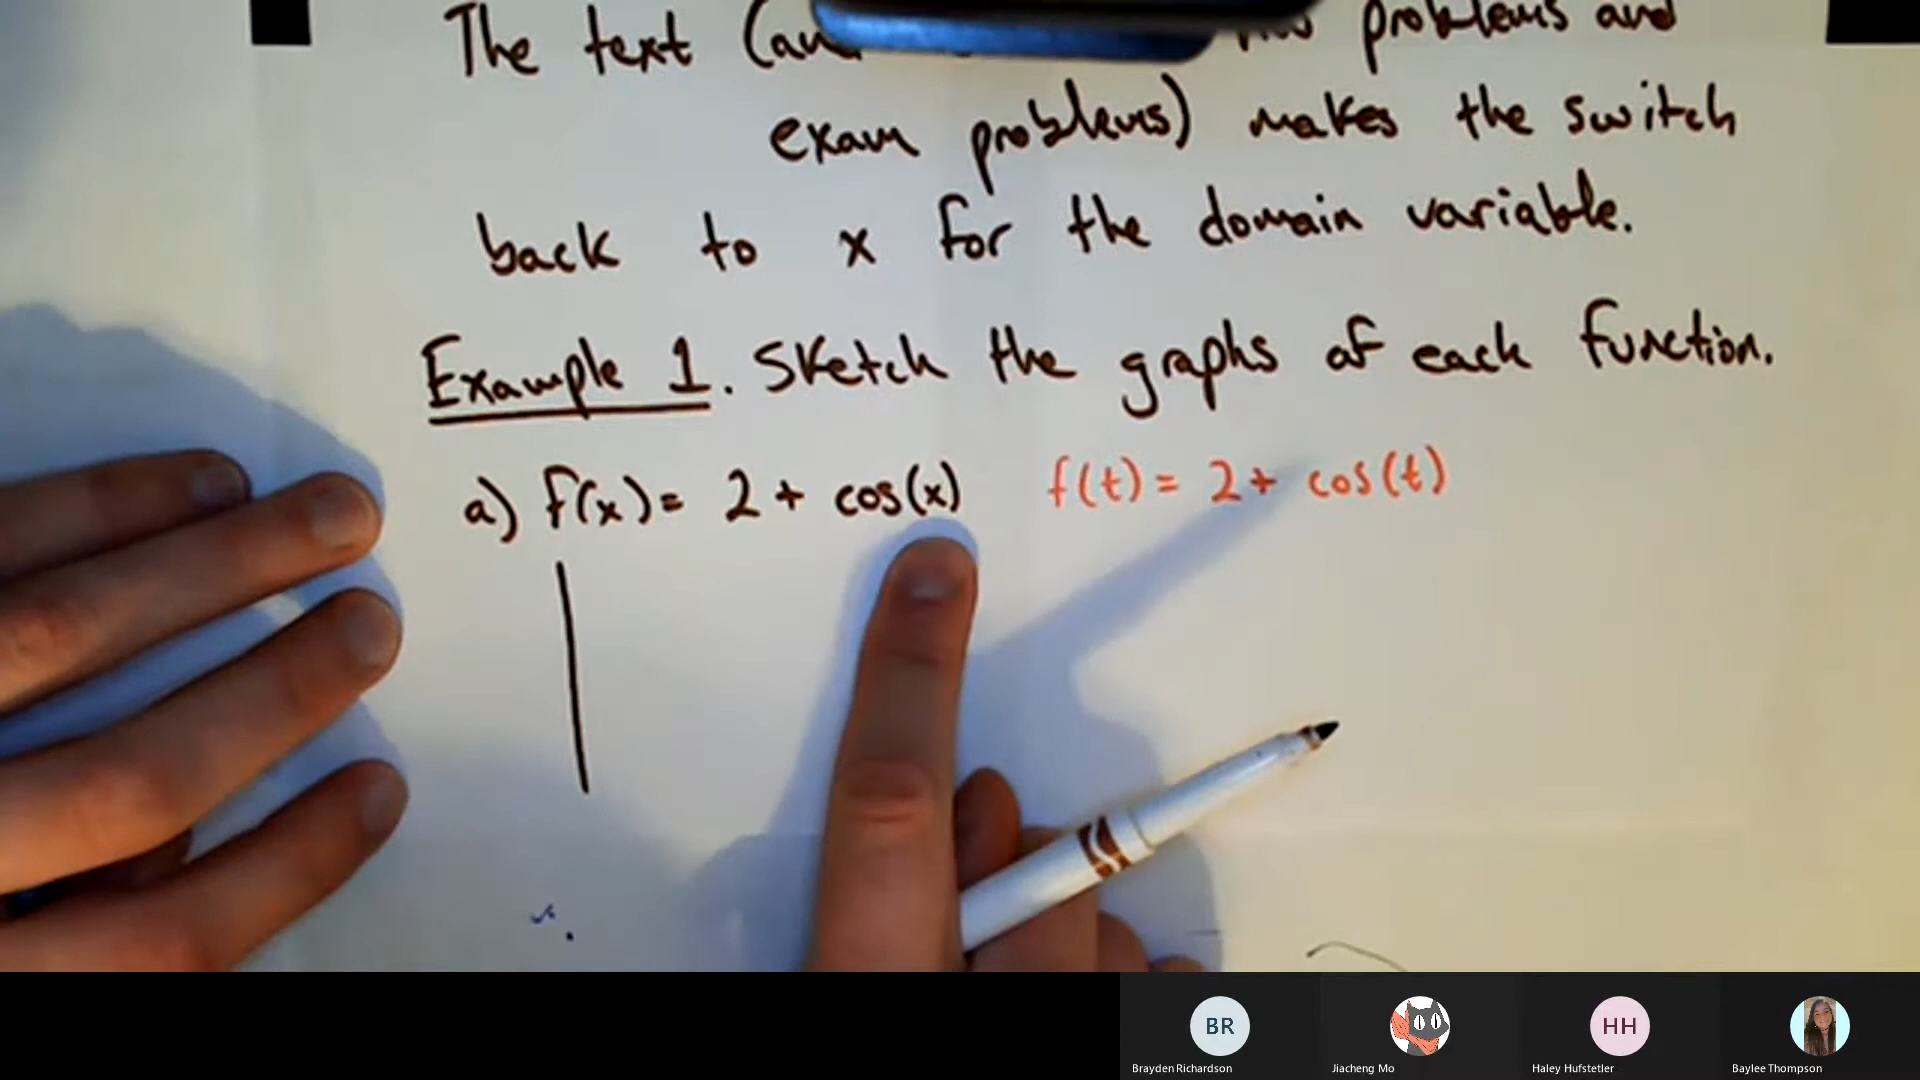 The text (and problems and
exam problems) makes the switch
back to x for the domain variable.
Example 1. Sketch the graphs of each function.
a) f(x) = 2 + cos(x) f(t) = 2 + cos(t)
BR HH
Brayden Richardson Jiacheng Mo Haley Hufstetler Baylee Thompson